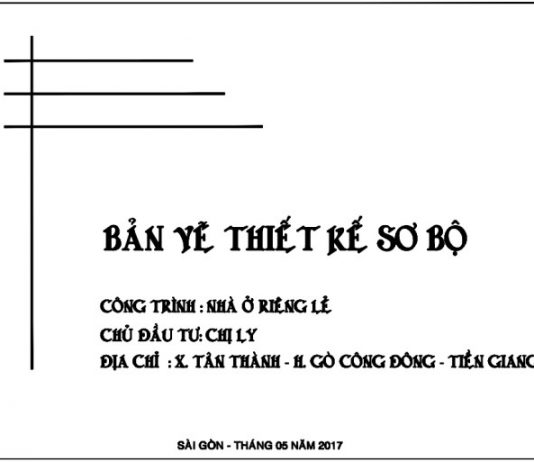 BẢN VẼ THIẾT KẾ SƠ BỘ
CÔNG TRÌNH : NHÀ Ở RIÊNG LẺ
CHỦ ĐẦU TƯ: CHỊ LY
ĐỊA CHỈ : X. TÂN THÀNH - H. GÒ CÔNG ĐÔNG - TIỀN GIANG
SÀI GÒN - THÁNG 05 NĂM 2017